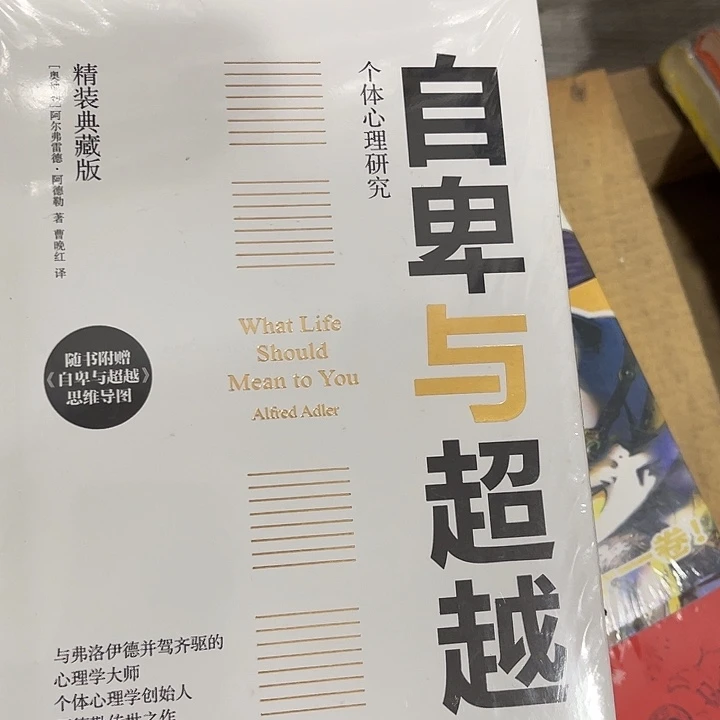 自卑与超越
个体心理研究
精装典藏版
阿尔弗雷德·阿德勒 著 曹晚红 译
What Life
Should
Mean to You
Alfred Adler
随书附赠
《自卑与超越》
思维导图
与弗洛伊德并驾齐驱的
心理学大师
个体心理学创始人
卷!